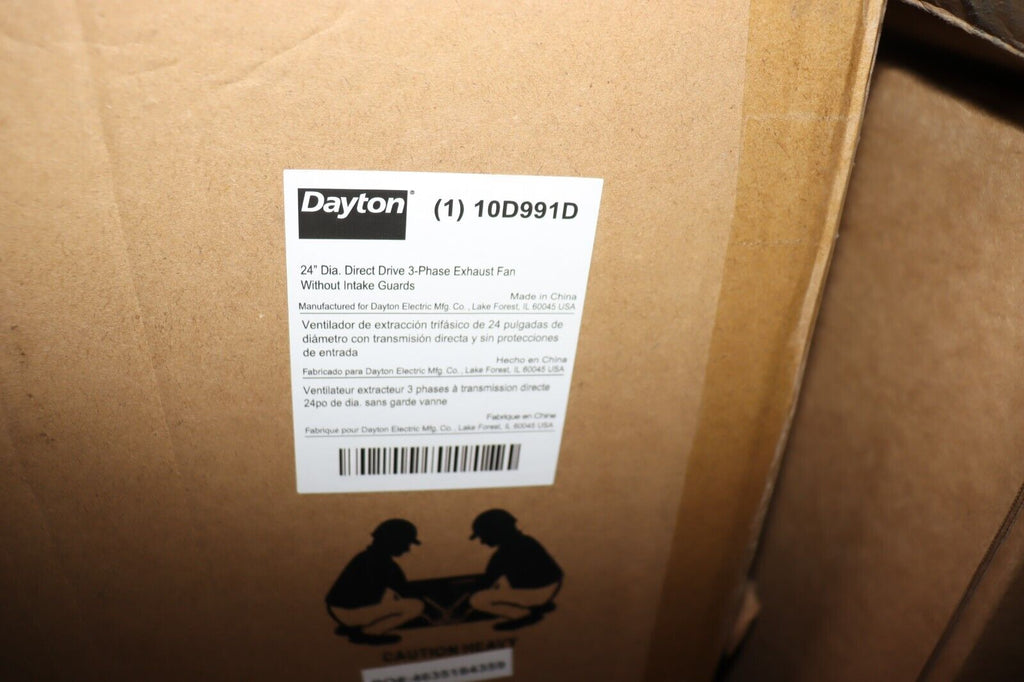 Dayton® (1) 10D991D
24" Dia. Direct Drive 3-Phase Exhaust Fan
Without Intake Guards
Made in China
Manufactured for Dayton Electric Mfg. Co., Lake Forest, IL 60045 USA
Ventilador de extracción trifásico de 24 pulgadas de
diámetro con transmisión directa y sin protecciones
de entrada
Hecho en China
Fabricado para Dayton Electric Mfg. Co., Lake Forest, IL 60045 USA
Ventilateur extracteur 3 phases à transmission directe
24po de dia. sans garde vanne
Fabrique en Chine
Fabriqué pour Dayton Electric Mfg. Co., Lake Forest, IL 60045 USA
CAUTION HEAVY